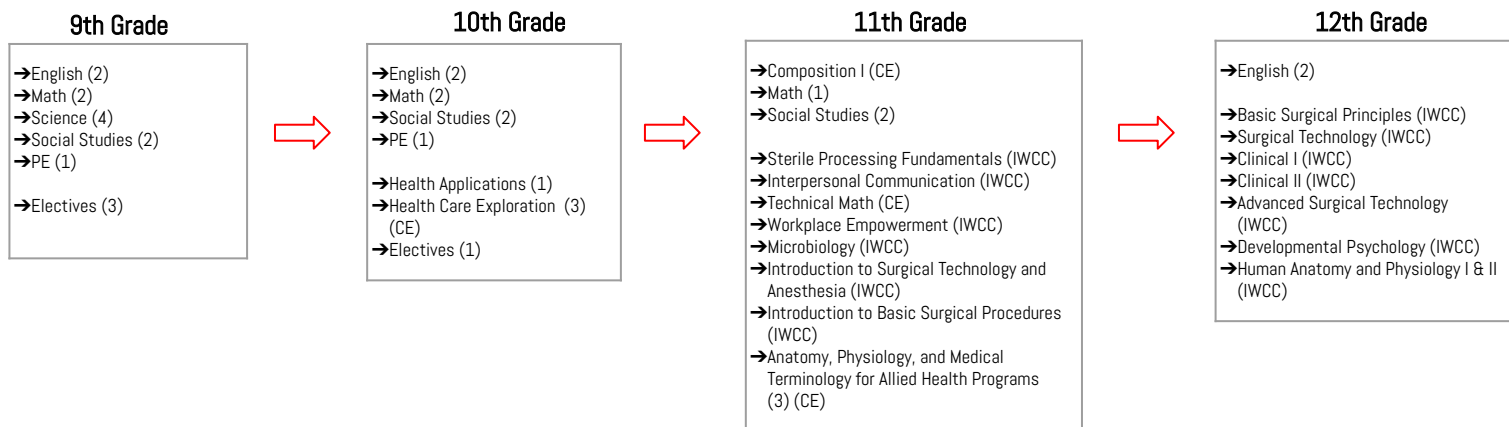 9th Grade
➔English (2)
➔Math (2)
➔Science (4)
➔Social Studies (2)
➔PE (1)
➔Electives (3)
10th Grade
➔English (2)
➔Math (2)
➔Social Studies (2)
➔PE (1)
➔Health Applications (1)
➔Health Care Exploration (3)
(CE)
➔Electives (1)
11th Grade
➔Composition I (CE)
➔Math (1)
➔Social Studies (2)
➔Sterile Processing Fundamentals (IWCC)
➔Interpersonal Communication (IWCC)
➔Technical Math (CE)
➔Workplace Empowerment (IWCC)
➔Microbiology (IWCC)
➔Introduction to Surgical Technology and
Anesthesia (IWCC)
➔Introduction to Basic Surgical Procedures
(IWCC)
➔Anatomy, Physiology, and Medical
Terminology for Allied Health Programs
(3) (CE)
12th Grade
➔English (2)
➔Basic Surgical Principles (IWCC)
➔Surgical Technology (IWCC)
➔Clinical I (IWCC)
➔Clinical II (IWCC)
➔Advanced Surgical Technology
(IWCC)
➔Developmental Psychology (IWCC)
➔Human Anatomy and Physiology I & II
(IWCC)